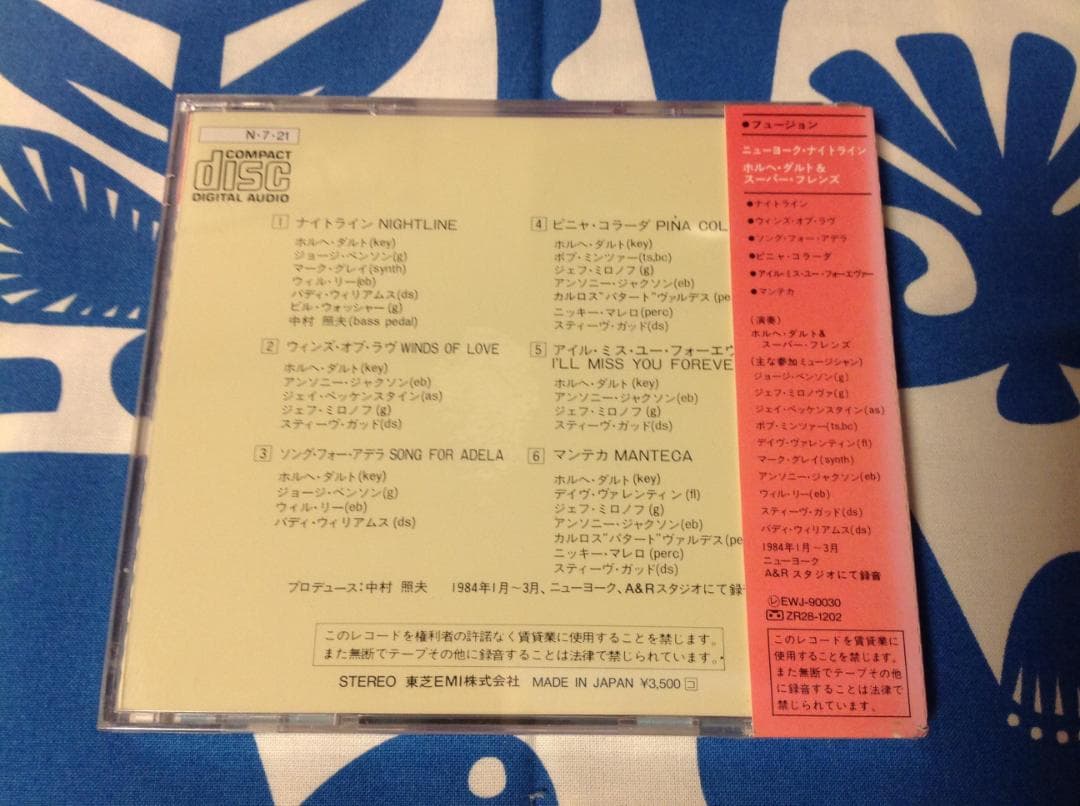 N・7・21
COMPACT
disc
DIGITAL AUDIO
1 ナイトライン NIGHTLINE
ホルヘ・ダルト(key)
ジョージ・ベンソン(g)
マーク・グレイ(synth)
ウィル・リー(eb)
バディ・ウィリアムス(ds)
ビル・ウォッシャー(g)
中村 照夫(bass pedal)
2 ウィンズ・オブ・ラヴ WINDS OF LOVE
ホルヘ・ダルト(key)
アンソニー・ジャクソン(eb)
ジェイ・ベッケンスタイン(as)
ジェフ・ミロノフ(g)
スティーヴ・ガッド(ds)
3 ソング・フォー・アデラ SONG FOR ADELA
ホルヘ・ダルト(key)
ジョージ・ベンソン(g)
ウィル・リー(eb)
バディ・ウィリアムス(ds)
4 ピニャ・コラーダ PIÑA COL
ホルヘ・ダルト(key)
ボブ・ミンツァー(ts,bc)
ジェフ・ミロノフ(g)
アンソニー・ジャクソン(eb)
カルロス"パタート"ヴァルデス(pe
ニッキー・マレロ(perc)
スティーヴ・ガッド(ds)
5 アイル・ミス・ユー・フォーエヴ
I'LL MISS YOU FOREVE
ホルヘ・ダルト(key)
アンソニー・ジャクソン(eb)
ジェフ・ミロノフ(g)
スティーヴ・ガッド(ds)
6 マンテカ MANTECA
ホルヘ・ダルト(key)
デイヴ・ヴァレンティン(fl)
ジェフ・ミロノフ(g)
アンソニー・ジャクソン(eb)
カルロス"パタート"ヴァルデス(pe
ニッキー・マレロ(perc)
スティーヴ・ガッド(ds)
プロデュース:中村 照夫 1984年1月〜3月、ニューヨーク、A&Rスタジオにて録
このレコードを権利者の許諾なく賃貸業に使用することを禁じます。
また無断でテープその他に録音することは法律で禁じられています。
STEREO 東芝EMI株式会社 MADE IN JAPAN ¥3,500 コ
●フュージョン
ニューヨーク・ナイトライン
ホルヘ・ダルト&
スーパー・フレンズ
●ナイトライン
●ウィンズ・オブ・ラヴ
●ソング・フォー・アデラ
●ピニャ・コラーダ
●アイル・ミス・ユー・フォーエヴァー
●マンテカ
(演奏)
ホルヘ・ダルト&
スーパー・フレンズ
(主な参加ミュージシャン)
ジョージ・ベンソン(g)
ジェフ・ミロノヴァ(g)
ジェイ・ベッケンスタイン(as)
ボブ・ミンツァー(ts,bc)
デイヴ・ヴァレンティン(fl)
マーク・グレイ(synth)
アンソニー・ジャクソン(eb)
ウィル・リー(eb)
スティーヴ・ガッド(ds)
バディ・ウィリアムス(ds)
1984年1月〜3月
ニューヨーク
A&Rスタジオにて録音
Ⓛ EWJ-90030
ZR28-1202
このレコードを賃貸業に
使用することを禁じます。
また無断でテープその他
に録音することは法律で
禁じられています。